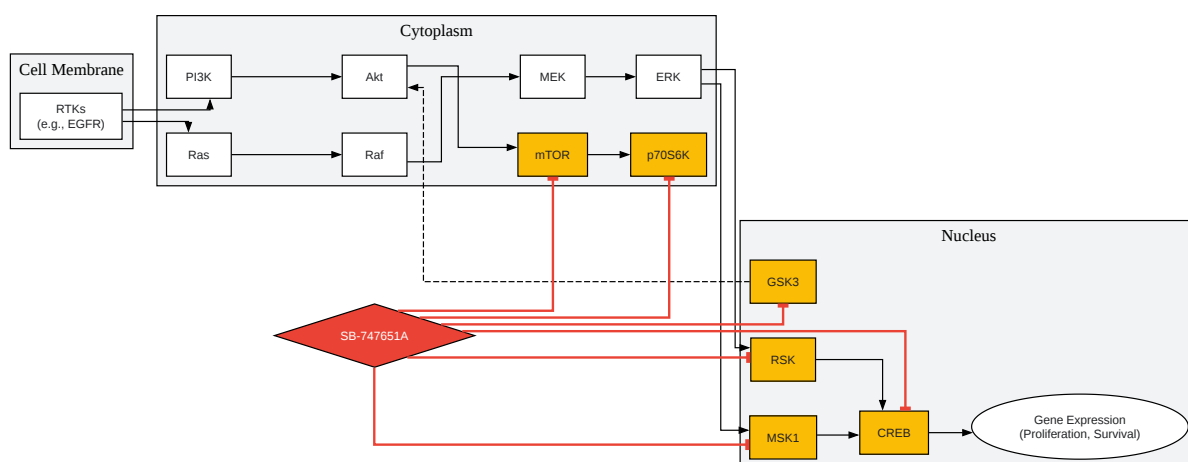 Cytoplasm
Cell Membrane
PI3K
Akt
MEK
ERK
RTKs
(e.g., EGFR)
Ras
Raf
mTOR
p70S6K
Nucleus
GSK3
SB-747651A
RSK
MSK1
CREB
Gene Expression
(Proliferation, Survival)